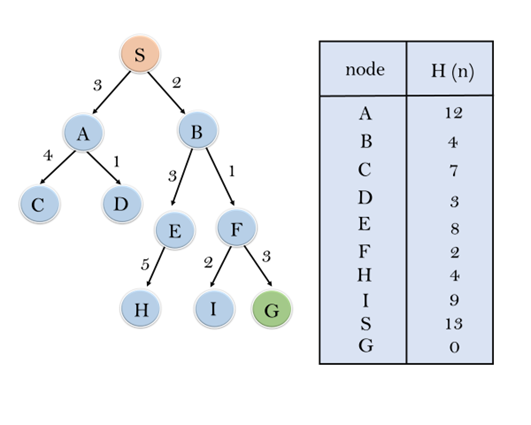 S
3 2
A B
4 1 3 1
C D
E F
5 2 3
H I G
node H (n)
A 12
B 4
C 7
D 3
E 8
F 2
H 4
I 9
S 13
G 0